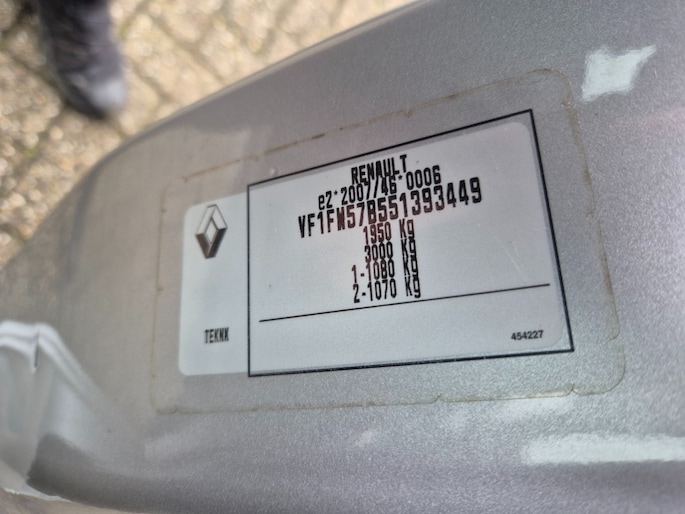 RENAULT
e2*2007/46*0006
VF1FW57B551393449
1950 Kg
3000 Kg
1-1080 Kg
2-1070 Kg
TEKNK
454227